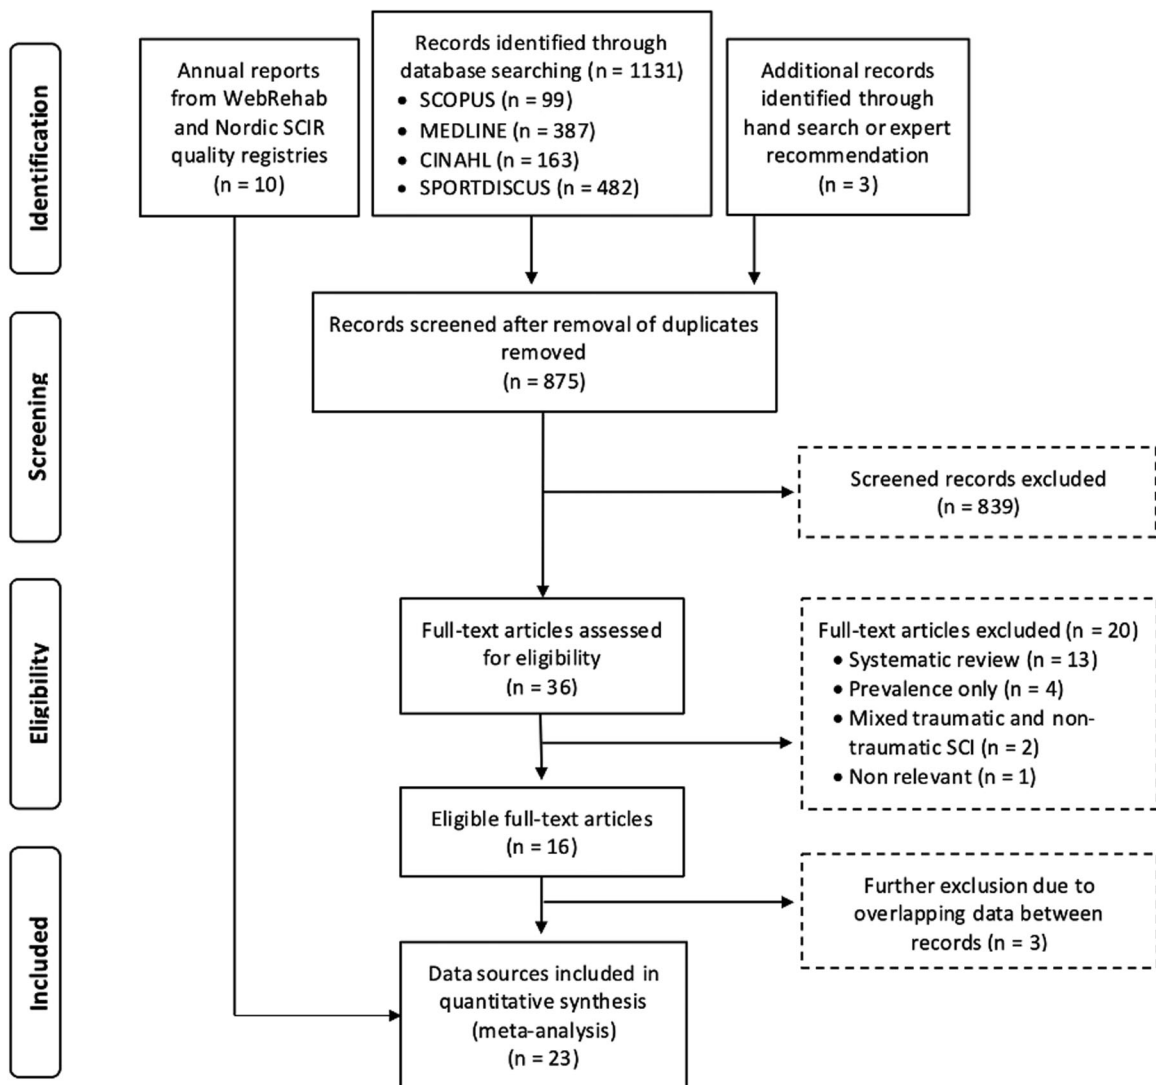 Identification
Annual reports
from WebRehab
and Nordic SCIR
quality registries
(n = 10)
Records identified through
database searching (n = 1131)
• SCOPUS (n = 99)
• MEDLINE (n = 387)
• CINAHL (n = 163)
• SPORTDISCUS (n = 482)
Additional records
identified through
hand search or expert
recommendation
(n = 3)
Screening
Records screened after removal of duplicates
removed
(n = 875)
Screened records excluded
(n = 839)
Eligibility
Full-text articles assessed
for eligibility
(n = 36)
Full-text articles excluded (n = 20)
• Systematic review (n = 13)
• Prevalence only (n = 4)
• Mixed traumatic and non-
traumatic SCI (n = 2)
• Non relevant (n = 1)
Eligible full-text articles
(n = 16)
Included
Further exclusion due to
overlapping data between
records (n = 3)
Data sources included in
quantitative synthesis
(meta-analysis)
(n = 23)